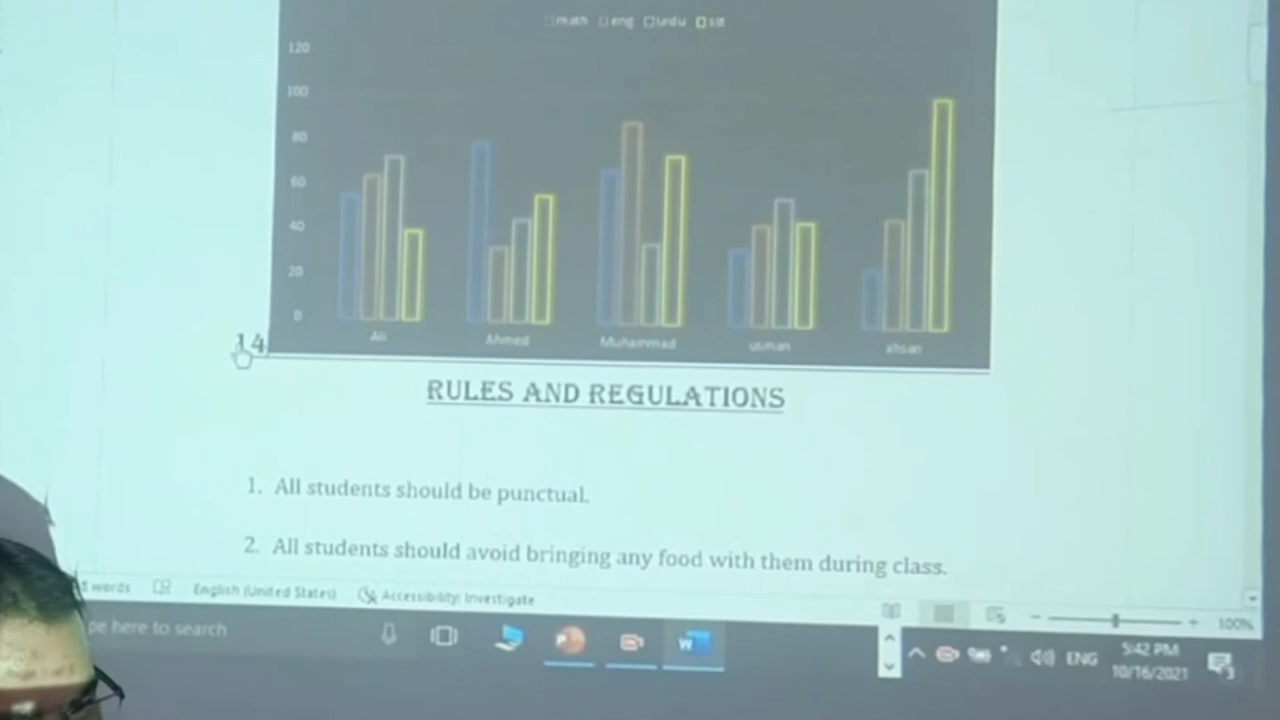 math eng urdu sst
120
100
80
60
40
20
0
Ali Ahmed Muhammad usman ahsan
14
RULES AND REGULATIONS
1. All students should be punctual.
2. All students should avoid bringing any food with them during class.
words English (United States) Accessibility: Investigate 100%
pe here to search
ENG 5:42 PM
10/16/2021
3